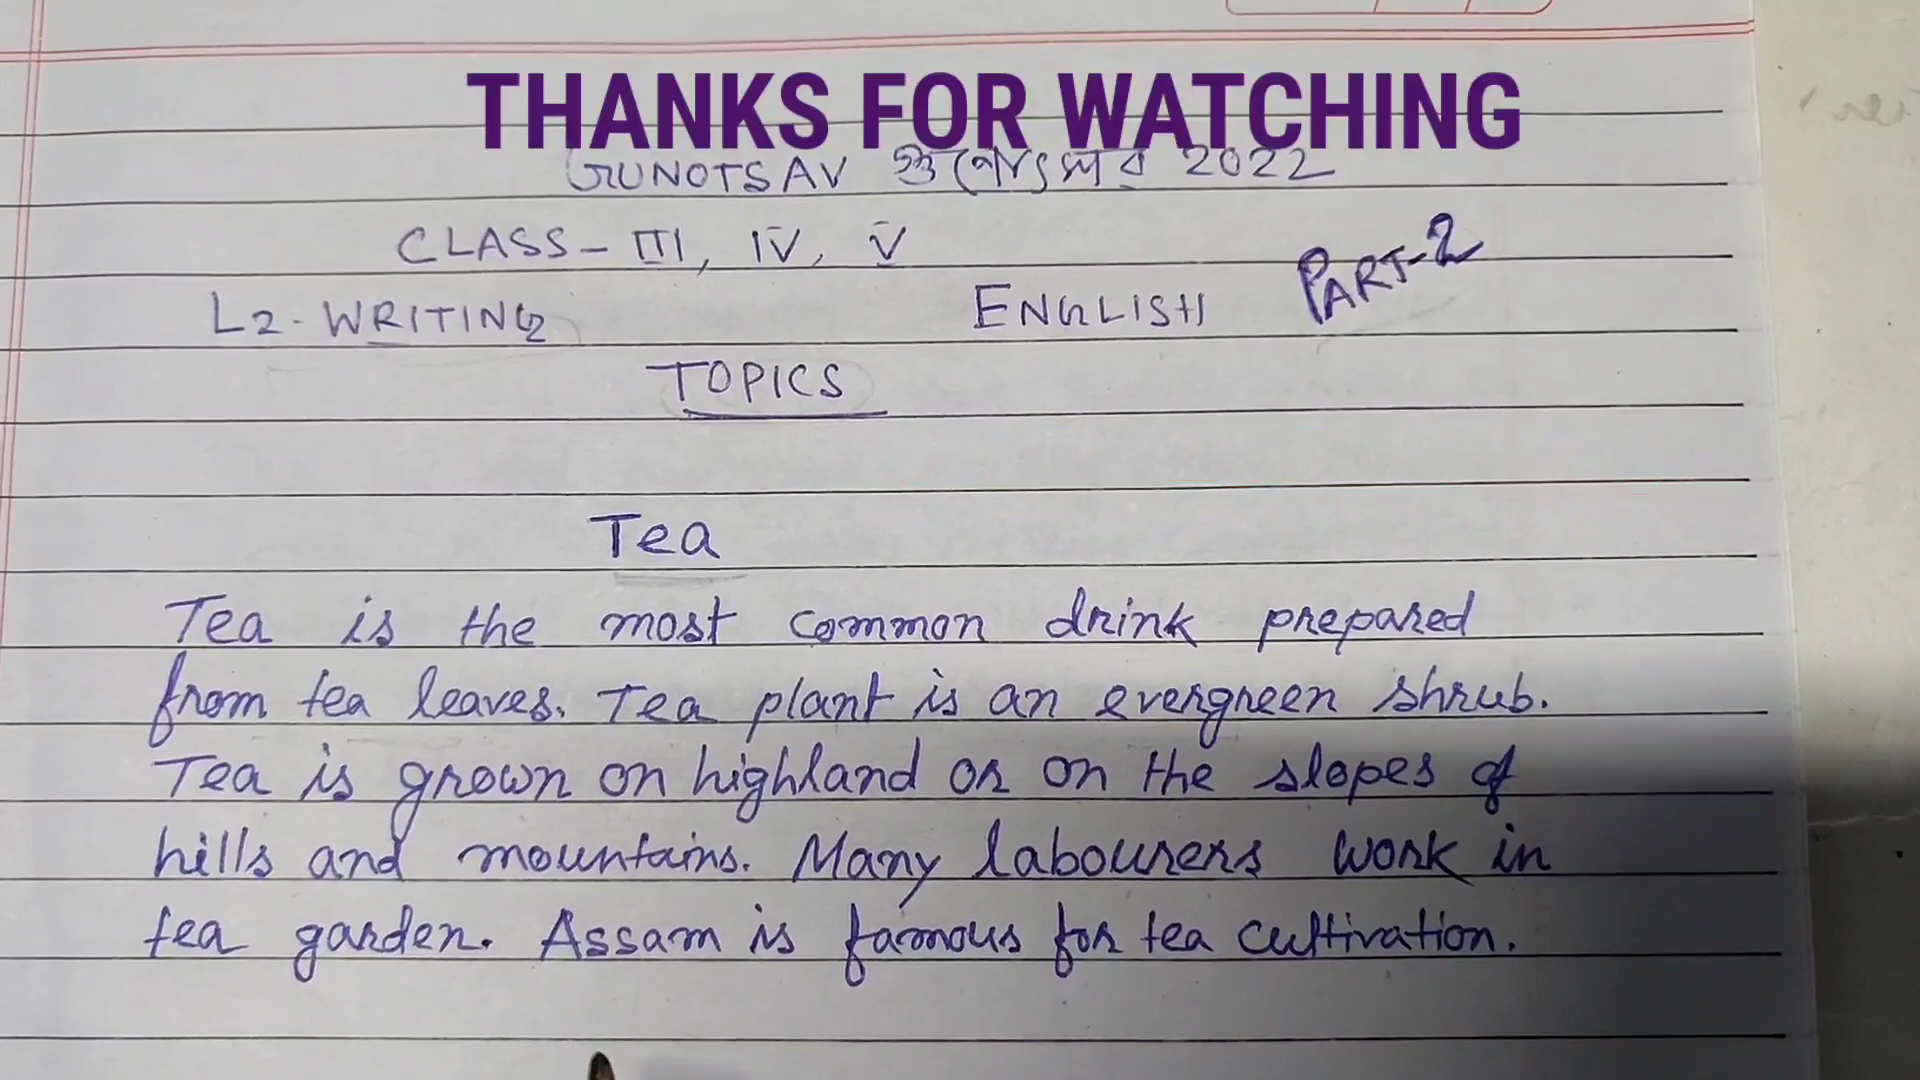 THANKS FOR WATCHING
GUNOTSAV গুণোৎসৱ 2022
CLASS- III, IV, V
PART-2
L2-WRITING ENGLISH
TOPICS
Tea
Tea is the most common drink prepared
from tea leaves. Tea plant is an evergreen shrub.
Tea is grown on highland or on the slopes of
hills and mountains. Many labourers work in
tea garden. Assam is famous for tea cultivation.